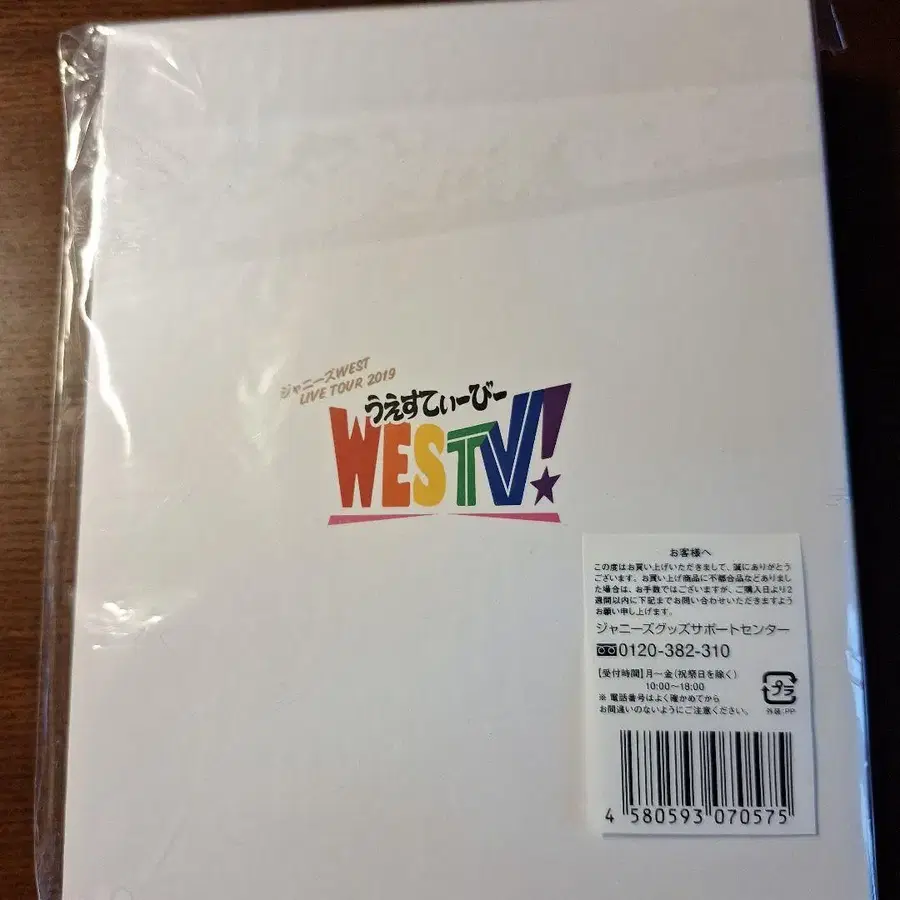 ジャニーズWEST
LIVE TOUR 2019
うえすてぃーびー
WESTV!
お客様へ
この度はお買い上げいただきまして、誠にありがとう
ございます。お買い上げ商品に不都合品などありまし
た場合は、お手数ではございますが、ご購入日より2
週間以内に下記までお問い合わせいただきますよう
お願い申し上げます。
ジャニーズグッズサポートセンター
0120-382-310
【受付時間】月〜金(祝祭日を除く)
10:00〜18:00
※ 電話番号はよく確かめてから
お間違いのないようにご注意ください。
プラ
外装:PP
4 580593 070575